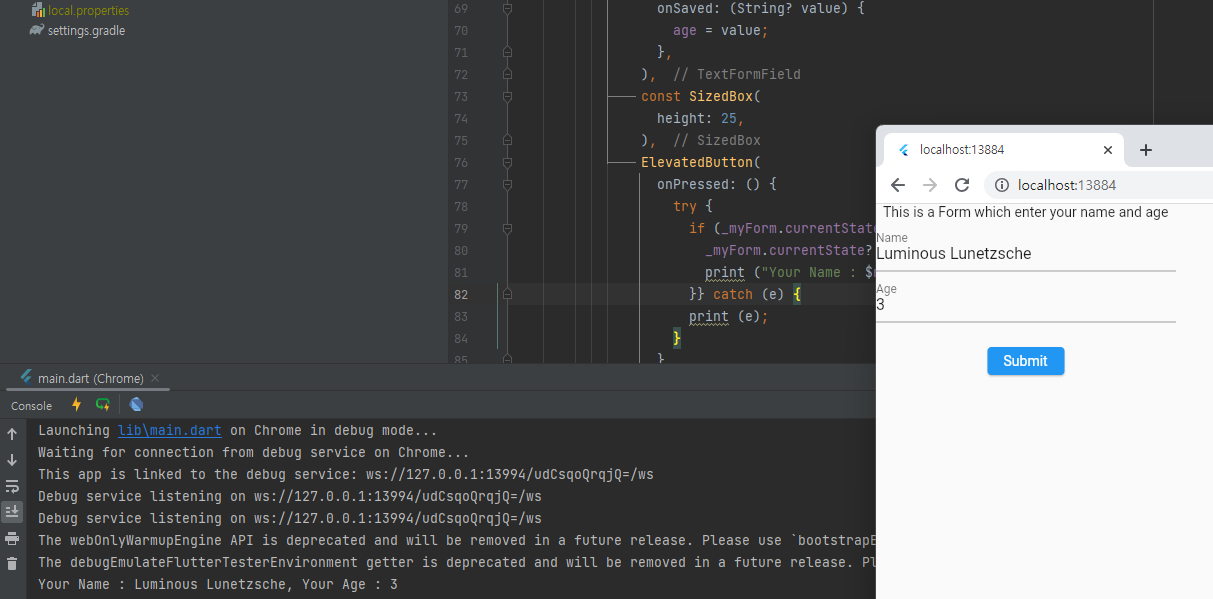 local.properties
settings.gradle
69 onSaved: (String? value) {
70 age = value;
71 },
72 ), // TextFormField
73 const SizedBox(
74 height: 25,
75 ), // SizedBox
76 ElevatedButton(
77 onPressed: () {
78 try {
79 if (_myForm.currentState
80 _myForm.currentState?
81 print ("Your Name : $
82 }} catch (e) {
83 print (e);
84 }
85 }
localhost:13884
localhost:13884
This is a Form which enter your name and age
Name
Luminous Lunetzsche
Age
3
Submit
main.dart (Chrome)
Console
Launching lib\main.dart on Chrome in debug mode...
Waiting for connection from debug service on Chrome...
This app is linked to the debug service: ws://127.0.0.1:13994/udCsqoQrqjQ=/ws
Debug service listening on ws://127.0.0.1:13994/udCsqoQrqjQ=/ws
Debug service listening on ws://127.0.0.1:13994/udCsqoQrqjQ=/ws
The webOnlyWarmupEngine API is deprecated and will be removed in a future release. Please use `bootstrapE
The debugEmulateFlutterTesterEnvironment getter is deprecated and will be removed in a future release. Pl
Your Name : Luminous Lunetzsche, Your Age : 3